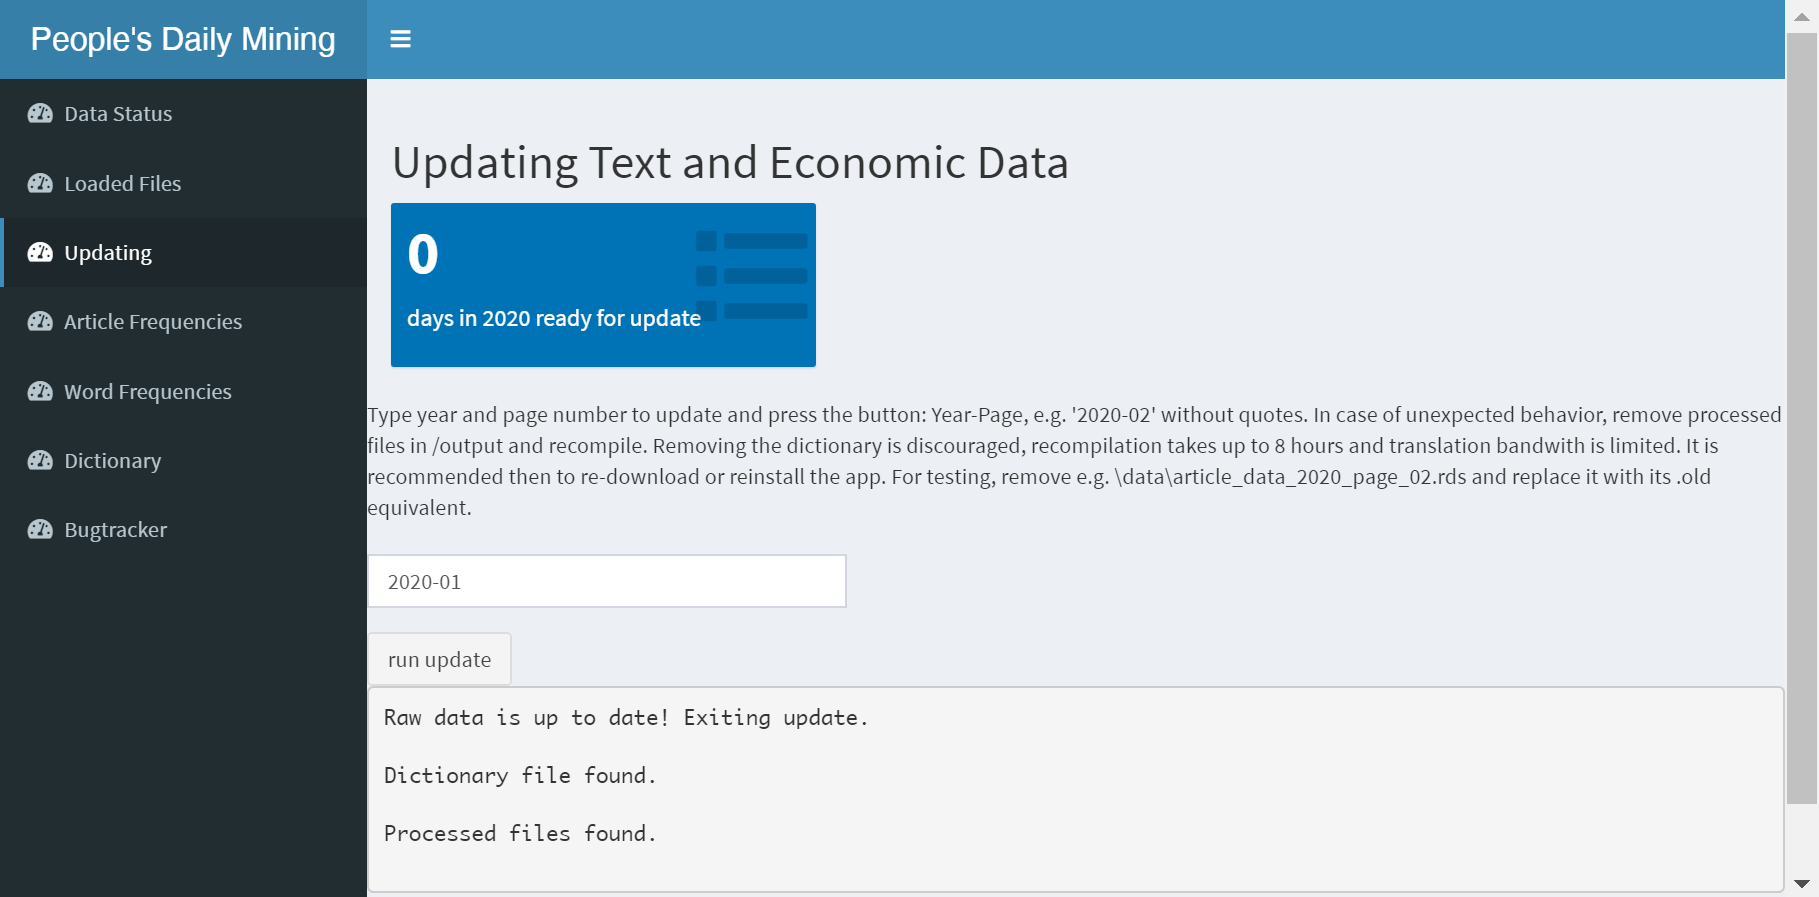 People's Daily Mining
Data Status
Loaded Files
Updating
Article Frequencies
Word Frequencies
Dictionary
Bugtracker
Updating Text and Economic Data
0
days in 2020 ready for update
Type year and page number to update and press the button: Year-Page, e.g. '2020-02' without quotes. In case of unexpected behavior, remove processed
files in /output and recompile. Removing the dictionary is discouraged, recompilation takes up to 8 hours and translation bandwith is limited. It is
recommended then to re-download or reinstall the app. For testing, remove e.g. \data\article_data_2020_page_02.rds and replace it with its .old
equivalent.
2020-01
run update
Raw data is up to date! Exiting update.
Dictionary file found.
Processed files found.